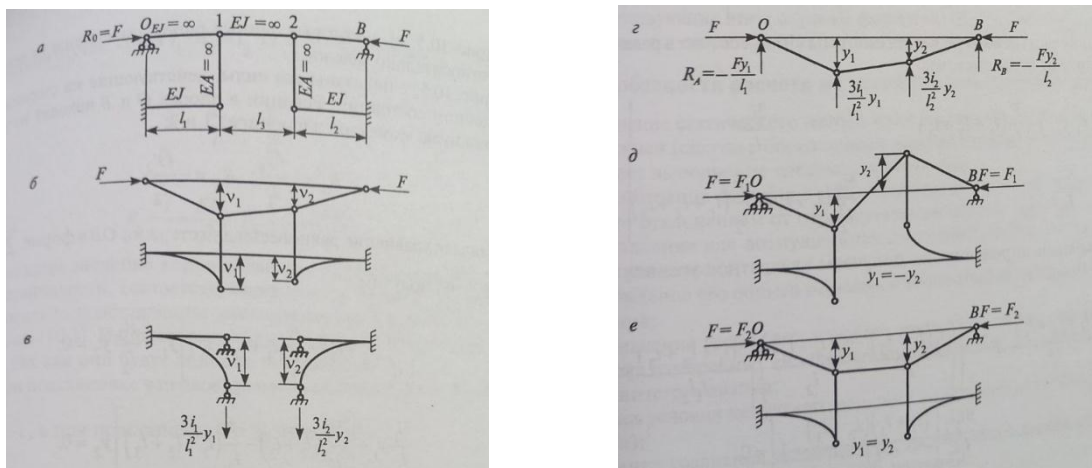 а
R₀=F
O
EJ=∞
1
EJ=∞
2
B
F
EA=∞
EA=∞
EJ
EJ
l₁
l₃
l₂
б
F
F
v₁
v₂
v₁
v₂
в
v₁
v₂
3i₁/l₁² y₁
3i₂/l₂² y₂
г
F
O
B
F
y₁
y₂
R_A=−Fy₁/l₁
3i₁/l₁² y₁
3i₂/l₂² y₂
R_B=−Fy₂/l₂
д
F=F₁O
BF=F₁
y₂
y₁
y₁=−y₂
е
F=F₂O
BF=F₂
y₁
y₂
y₁=y₂